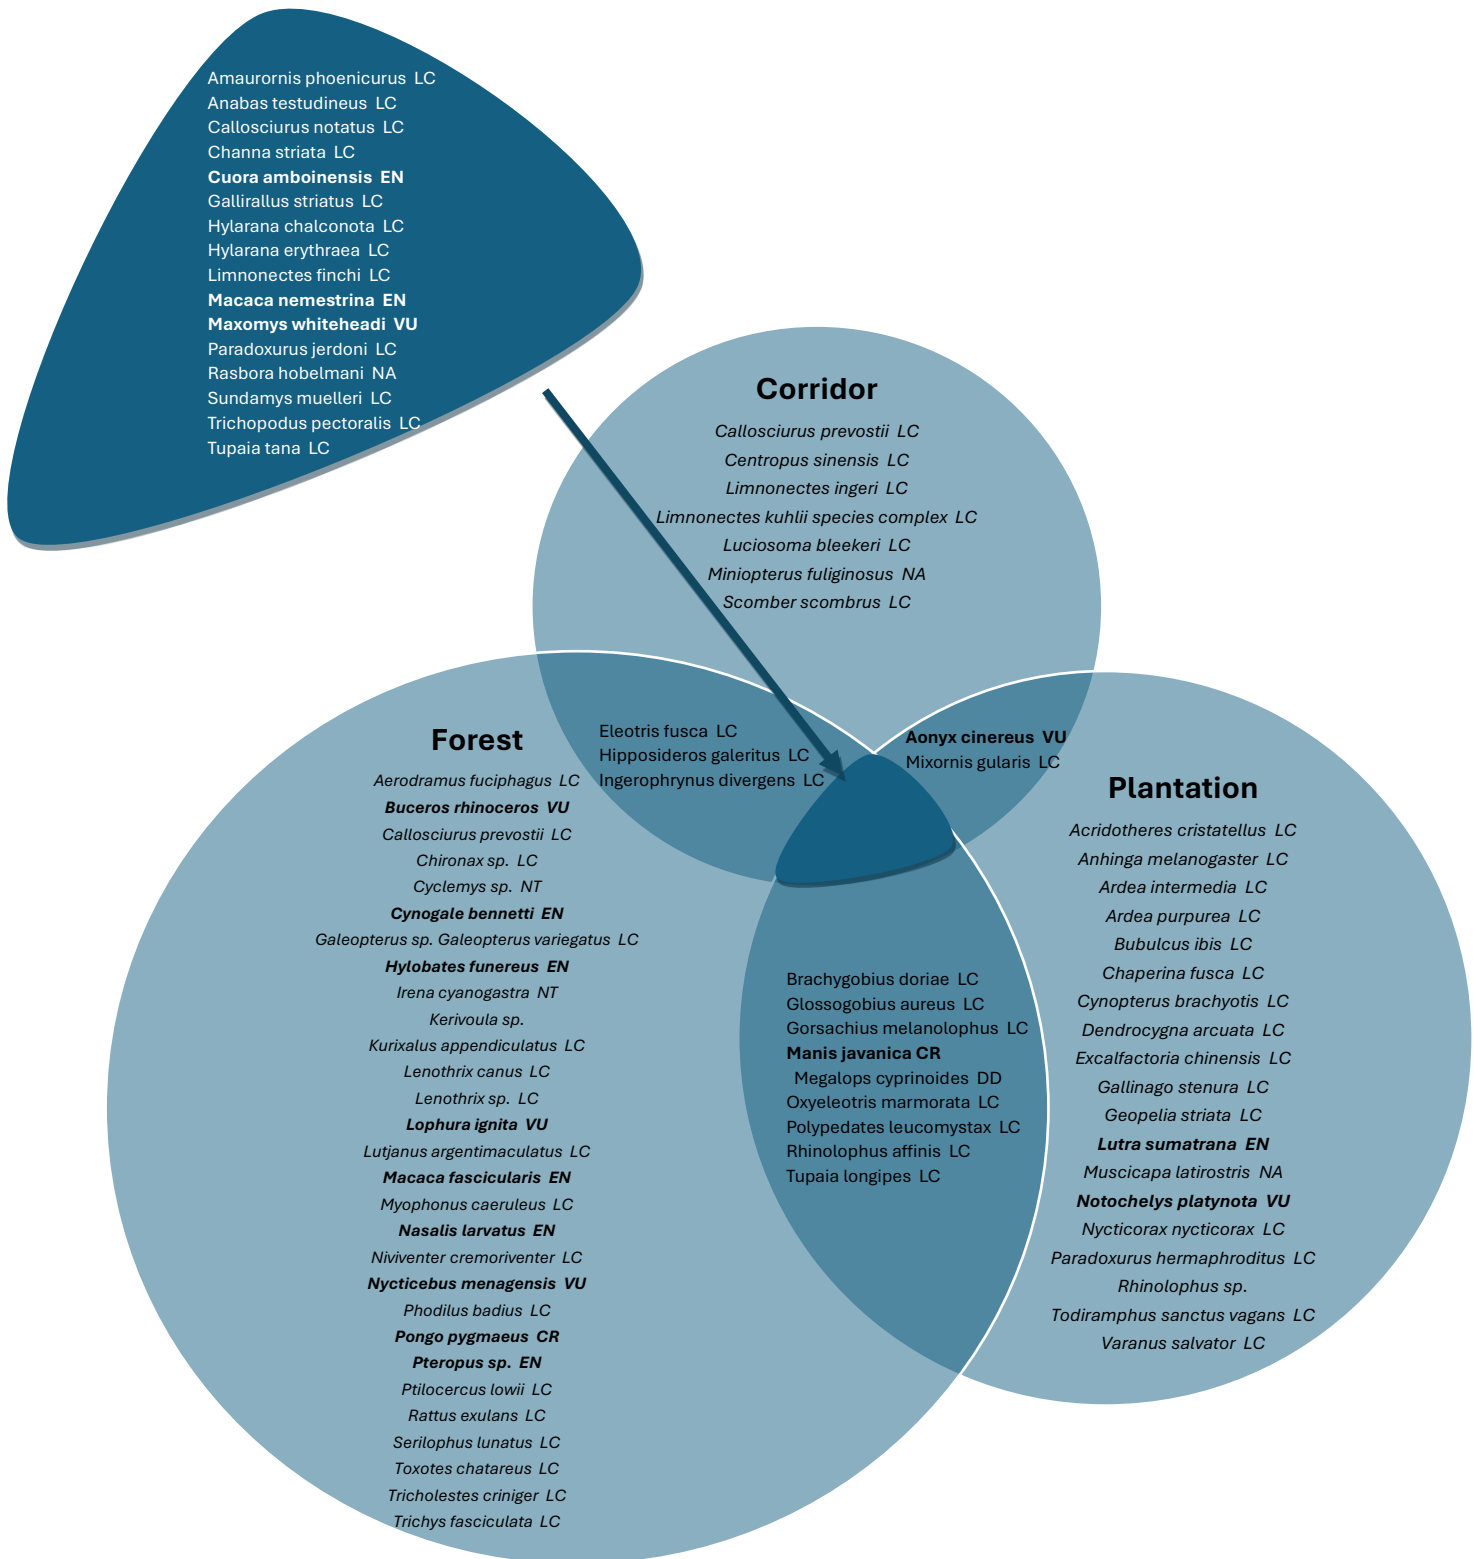 Amaurornis phoenicurus LC
Anabas testudineus LC
Callosciurus notatus LC
Channa striata LC
Cuora amboinensis EN
Gallirallus striatus LC
Hylarana chalconota LC
Hylarana erythraea LC
Limnonectes finchi LC
Macaca nemestrina EN
Maxomys whiteheadi VU
Paradoxurus jerdoni LC
Rasbora hobelmani NA
Sundamys muelleri LC
Trichopodus pectoralis LC
Tupaia tana LC
Corridor
Callosciurus prevostii LC
Centropus sinensis LC
Limnonectes ingeri LC
Limnonectes kuhlii species complex LC
Luciosoma bleekeri LC
Miniopterus fuliginosus NA
Scomber scombrus LC
Eleotris fusca LC
Hipposideros galeritus LC
Ingerophrynus divergens LC
Aonyx cinereus VU
Mixornis gularis LC
Forest
Aerodramus fuciphagus LC
Buceros rhinoceros VU
Callosciurus prevostii LC
Chironax sp. LC
Cyclemys sp. NT
Cynogale bennetti EN
Galeopterus sp. Galeopterus variegatus LC
Hylobates funereus EN
Irena cyanogastra NT
Kerivoula sp.
Kurixalus appendiculatus LC
Lenothrix canus LC
Lenothrix sp. LC
Lophura ignita VU
Lutjanus argentimaculatus LC
Macaca fascicularis EN
Myophonus caeruleus LC
Nasalis larvatus EN
Niviventer cremoriventer LC
Nycticebus menagensis VU
Phodilus badius LC
Pongo pygmaeus CR
Pteropus sp. EN
Ptilocercus lowii LC
Rattus exulans LC
Serilophus lunatus LC
Toxotes chatareus LC
Tricholestes criniger LC
Trichys fasciculata LC
Brachygobius doriae LC
Glossogobius aureus LC
Gorsachius melanolophus LC
Manis javanica CR
Megalops cyprinoides DD
Oxyeleotris marmorata LC
Polypedates leucomystax LC
Rhinolophus affinis LC
Tupaia longipes LC
Plantation
Acridotheres cristatellus LC
Anhinga melanogaster LC
Ardea intermedia LC
Ardea purpurea LC
Bubulcus ibis LC
Chaperina fusca LC
Cynopterus brachyotis LC
Dendrocygna arcuata LC
Excalfactoria chinensis LC
Gallinago stenura LC
Geopelia striata LC
Lutra sumatrana EN
Muscicapa latirostris NA
Notochelys platynota VU
Nycticorax nycticorax LC
Paradoxurus hermaphroditus LC
Rhinolophus sp.
Todiramphus sanctus vagans LC
Varanus salvator LC